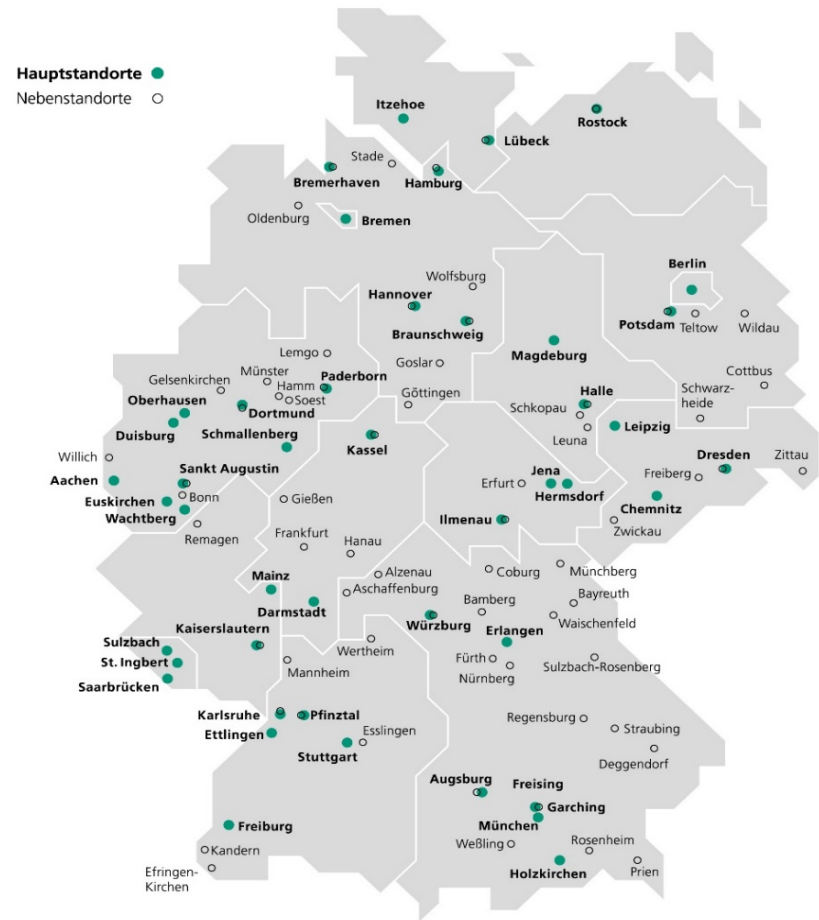 Hauptstandorte
Nebenstandorte
Itzehoe
Rostock
Lübeck
Stade
Bremerhaven
Hamburg
Oldenburg
Bremen
Berlin
Wolfsburg
Hannover
Braunschweig
Potsdam
Teltow
Wildau
Magdeburg
Lemgo
Goslar
Münster
Gelsenkirchen
Hamm
Paderborn
Soest
Oberhausen
Dortmund
Göttingen
Halle
Cottbus
Schwarz-
heide
Schkopau
Leuna
Leipzig
Duisburg
Schmallenberg
Kassel
Willich
Sankt Augustin
Aachen
Bonn
Euskirchen
Wachtberg
Remagen
Gießen
Erfurt
Jena
Hermsdorf
Dresden
Zittau
Freiberg
Chemnitz
Zwickau
Ilmenau
Frankfurt
Hanau
Mainz
Alzenau
Aschaffenburg
Darmstadt
Coburg
Münchberg
Bamberg
Bayreuth
Waischenfeld
Würzburg
Erlangen
Kaiserslautern
Sulzbach
St. Ingbert
Saarbrücken
Wertheim
Mannheim
Fürth
Nürnberg
Sulzbach-Rosenberg
Karlsruhe
Pfinztal
Ettlingen
Esslingen
Stuttgart
Regensburg
Straubing
Deggendorf
Augsburg
Freising
Garching
München
Freiburg
Kandern
Efringen-
Kirchen
Weßling
Rosenheim
Holzkirchen
Prien